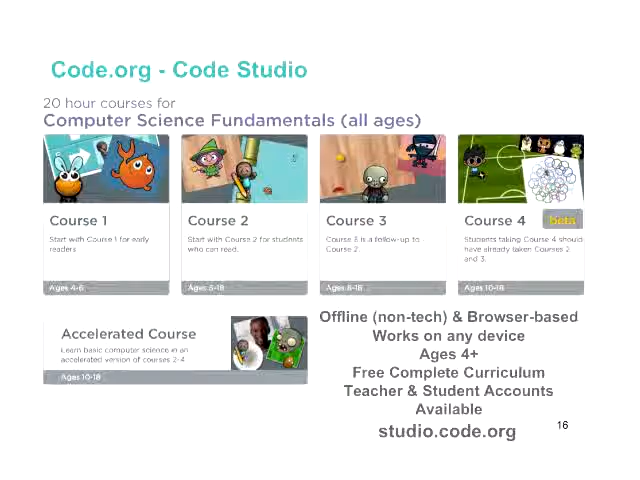 Code.org - Code Studio
20 hour courses for
Computer Science Fundamentals (all ages)
Course 1
Start with Course 1 for early
readers
Ages 4-6
Course 2
Start with Course 2 for students
who can read.
Ages 6-18
Course 3
Course 3 is a follow-up to
Course 2.
Ages 8-18
Course 4
beta
Students taking Course 4 should
have already taken Courses 2
and 3.
Ages 10-18
Accelerated Course
Learn basic computer science in an
accelerated version of courses 2-4
Ages 10-18
Offline (non-tech) & Browser-based
Works on any device
Ages 4+
Free Complete Curriculum
Teacher & Student Accounts
Available
studio.code.org
16